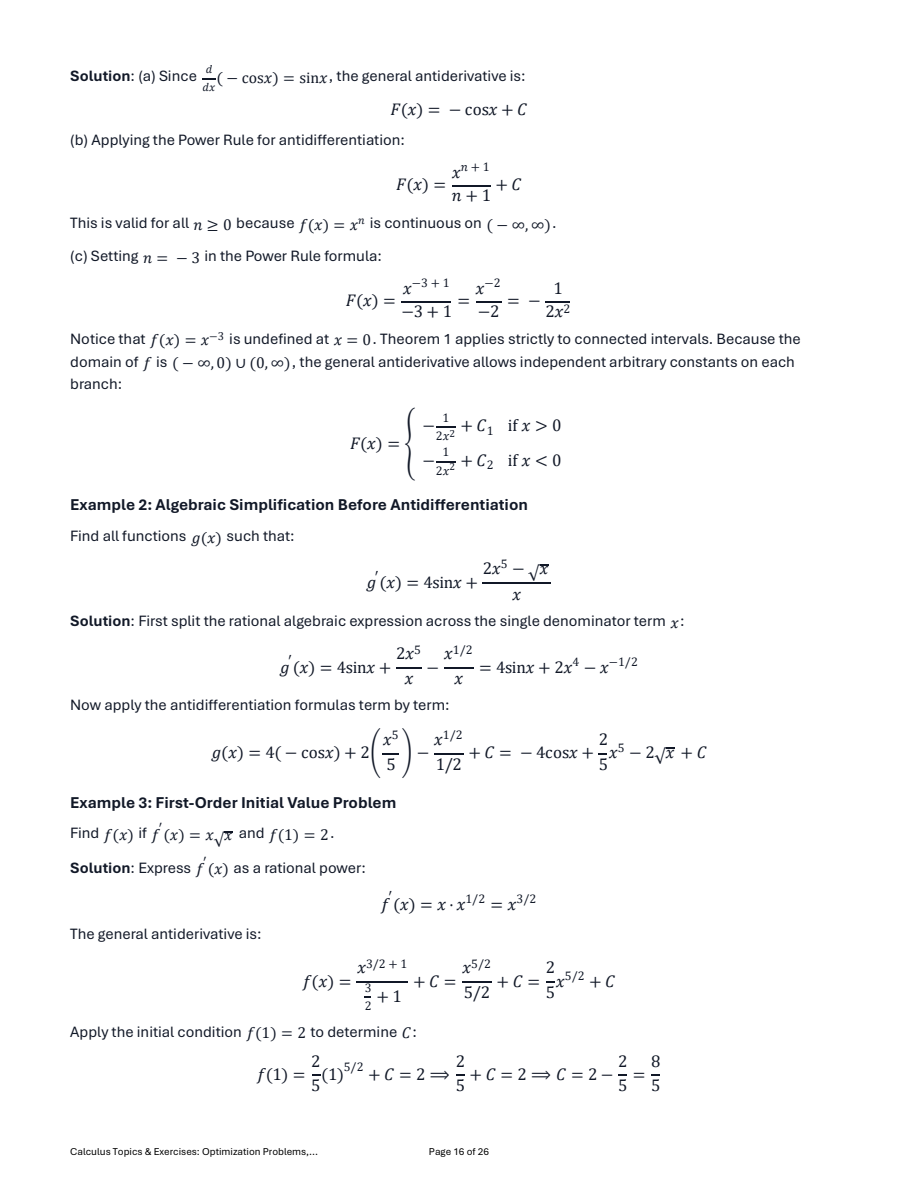 Solution: (a) Since d/dx(− cosx) = sinx, the general antiderivative is:
F(x) = − cosx + C
(b) Applying the Power Rule for antidifferentiation:
F(x) = x^(n + 1)/(n + 1) + C
This is valid for all n ≥ 0 because f(x) = x^n is continuous on (− ∞, ∞).
(c) Setting n = − 3 in the Power Rule formula:
F(x) = x^(−3 + 1)/(−3 + 1) = x^(−2)/(−2) = − 1/(2x²)
Notice that f(x) = x^(−3) is undefined at x = 0. Theorem 1 applies strictly to connected intervals. Because the
domain of f is (− ∞, 0) ∪ (0, ∞), the general antiderivative allows independent arbitrary constants on each
branch:
F(x) = { −1/(2x²) + C₁ if x > 0
−1/(2x²) + C₂ if x < 0
Example 2: Algebraic Simplification Before Antidifferentiation
Find all functions g(x) such that:
g′(x) = 4sinx + (2x⁵ − √x)/x
Solution: First split the rational algebraic expression across the single denominator term x:
g′(x) = 4sinx + 2x⁵/x − x^(1/2)/x = 4sinx + 2x⁴ − x^(−1/2)
Now apply the antidifferentiation formulas term by term:
g(x) = 4(− cosx) + 2(x⁵/5) − x^(1/2)/(1/2) + C = − 4cosx + 2/5 x⁵ − 2√x + C
Example 3: First-Order Initial Value Problem
Find f(x) if f′(x) = x√x and f(1) = 2.
Solution: Express f′(x) as a rational power:
f′(x) = x · x^(1/2) = x^(3/2)
The general antiderivative is:
f(x) = x^(3/2 + 1)/(3/2 + 1) + C = x^(5/2)/(5/2) + C = 2/5 x^(5/2) + C
Apply the initial condition f(1) = 2 to determine C:
f(1) = 2/5 (1)^(5/2) + C = 2 ⟹ 2/5 + C = 2 ⟹ C = 2 − 2/5 = 8/5
Calculus Topics & Exercises: Optimization Problems,... Page 16 of 26